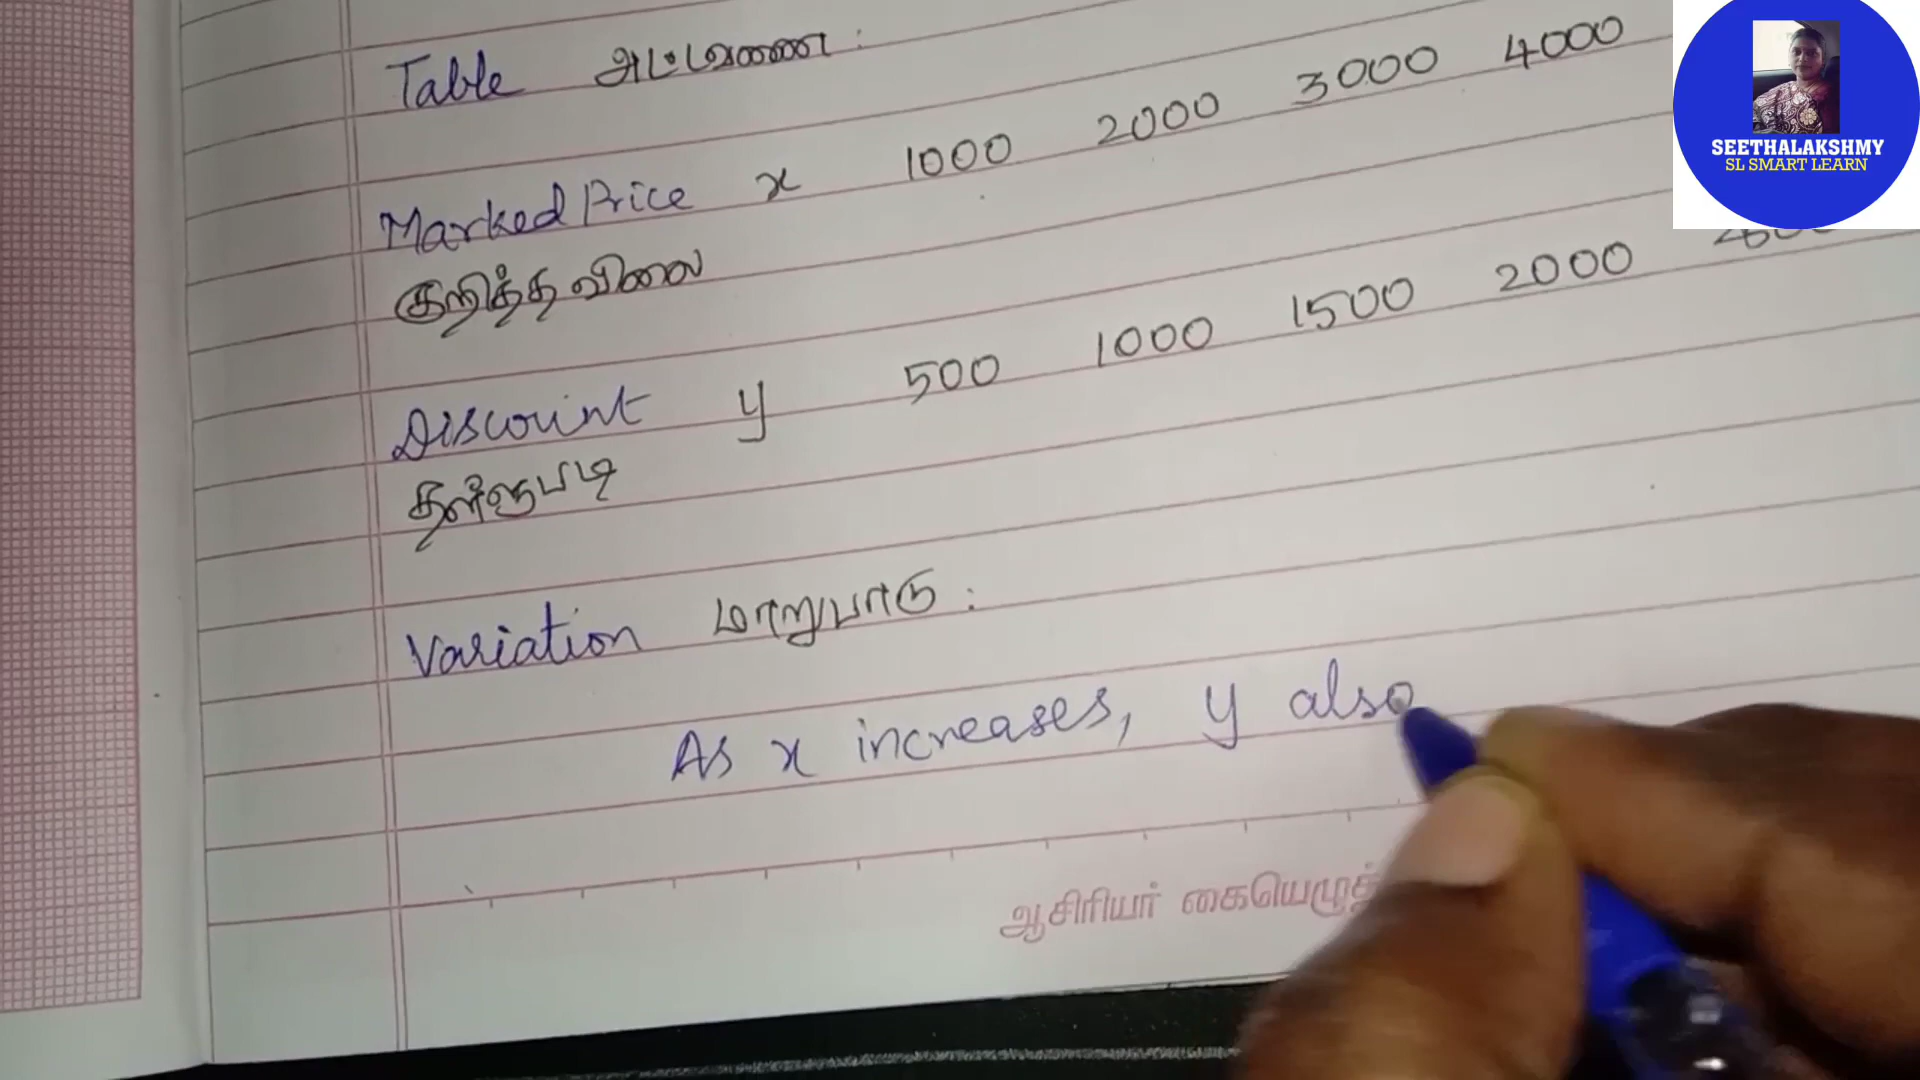 Table அட்டவணை :
Marked Price x 1000 2000 3000 4000
குறித்த விலை
Discount y 500 1000 1500 2000
தள்ளுபடி
Variation மாறுபாடு :
As x increases, y also
ஆசிரியர்
SEETHALAKSHMY
SL SMART LEARN